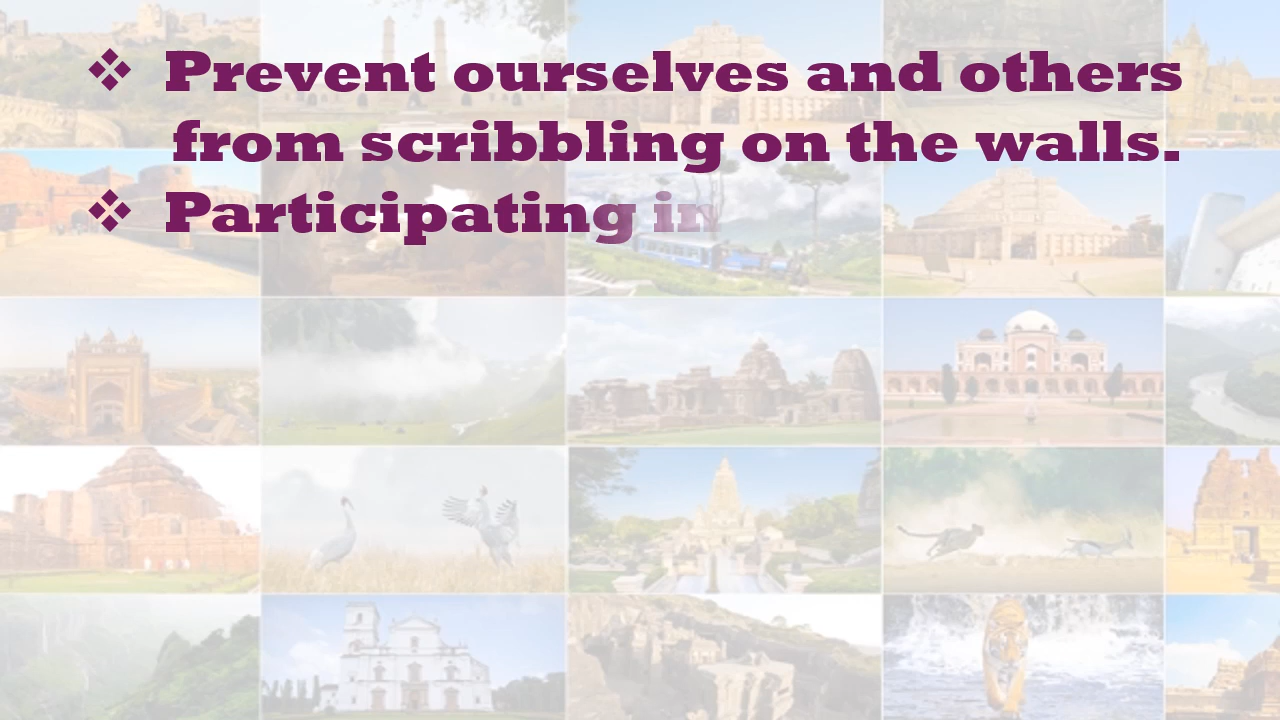 ❖ Prevent ourselves and others
from scribbling on the walls.
❖ Participating in